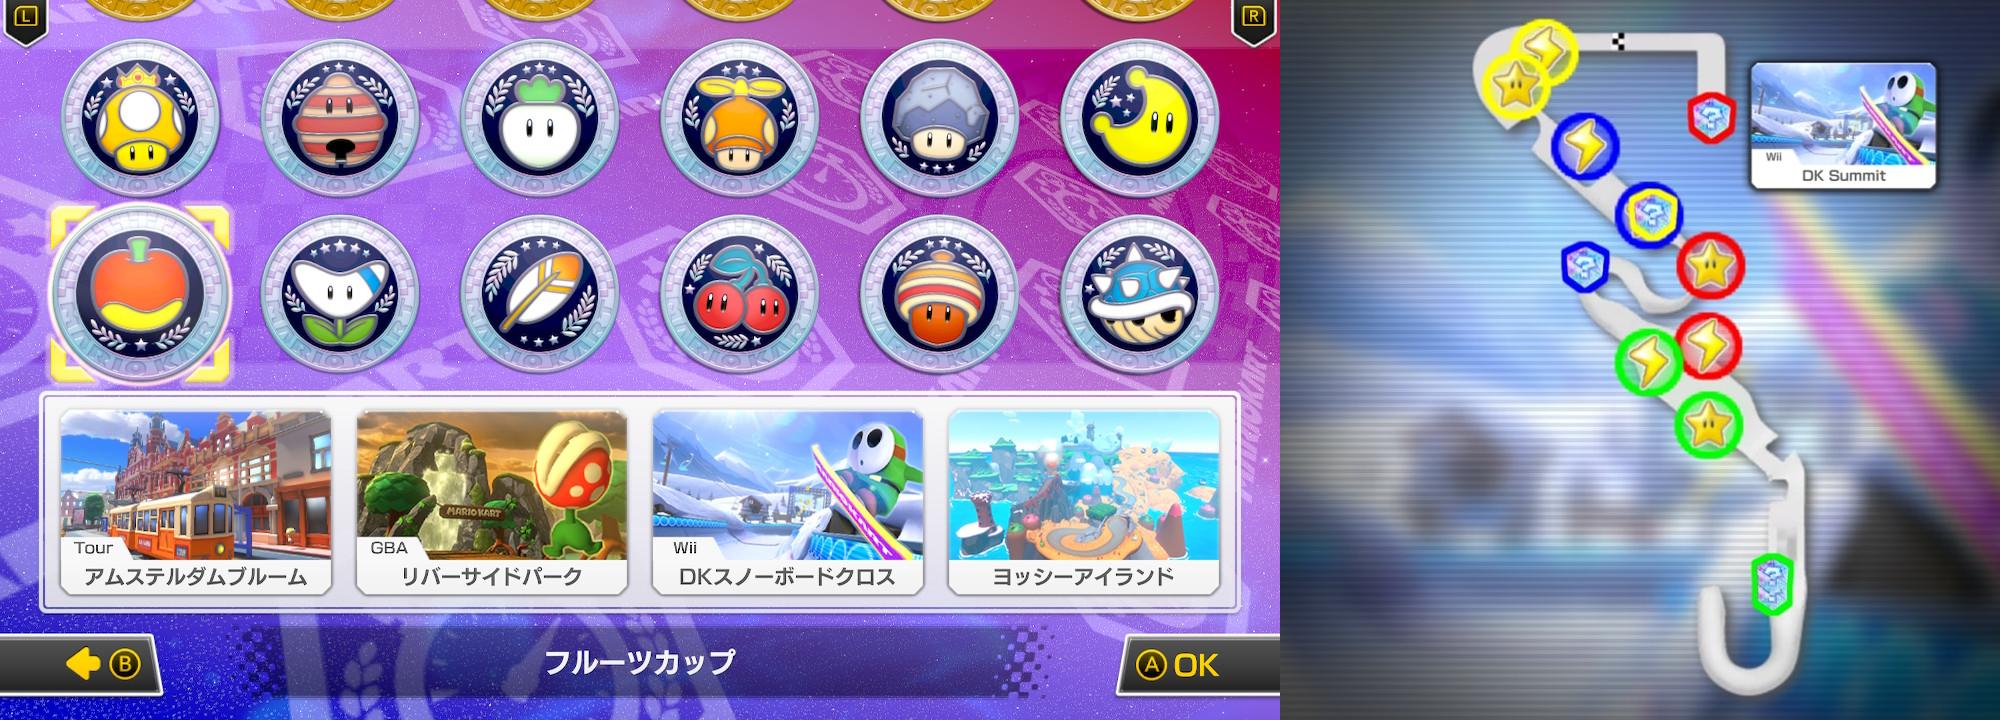 L
R
Tour
アムステルダムブルーム
MARIO KART
GBA
リバーサイドパーク
Wii
DKスノーボードクロス
ヨッシーアイランド
B
フルーツカップ
A OK
Wii
DK Summit